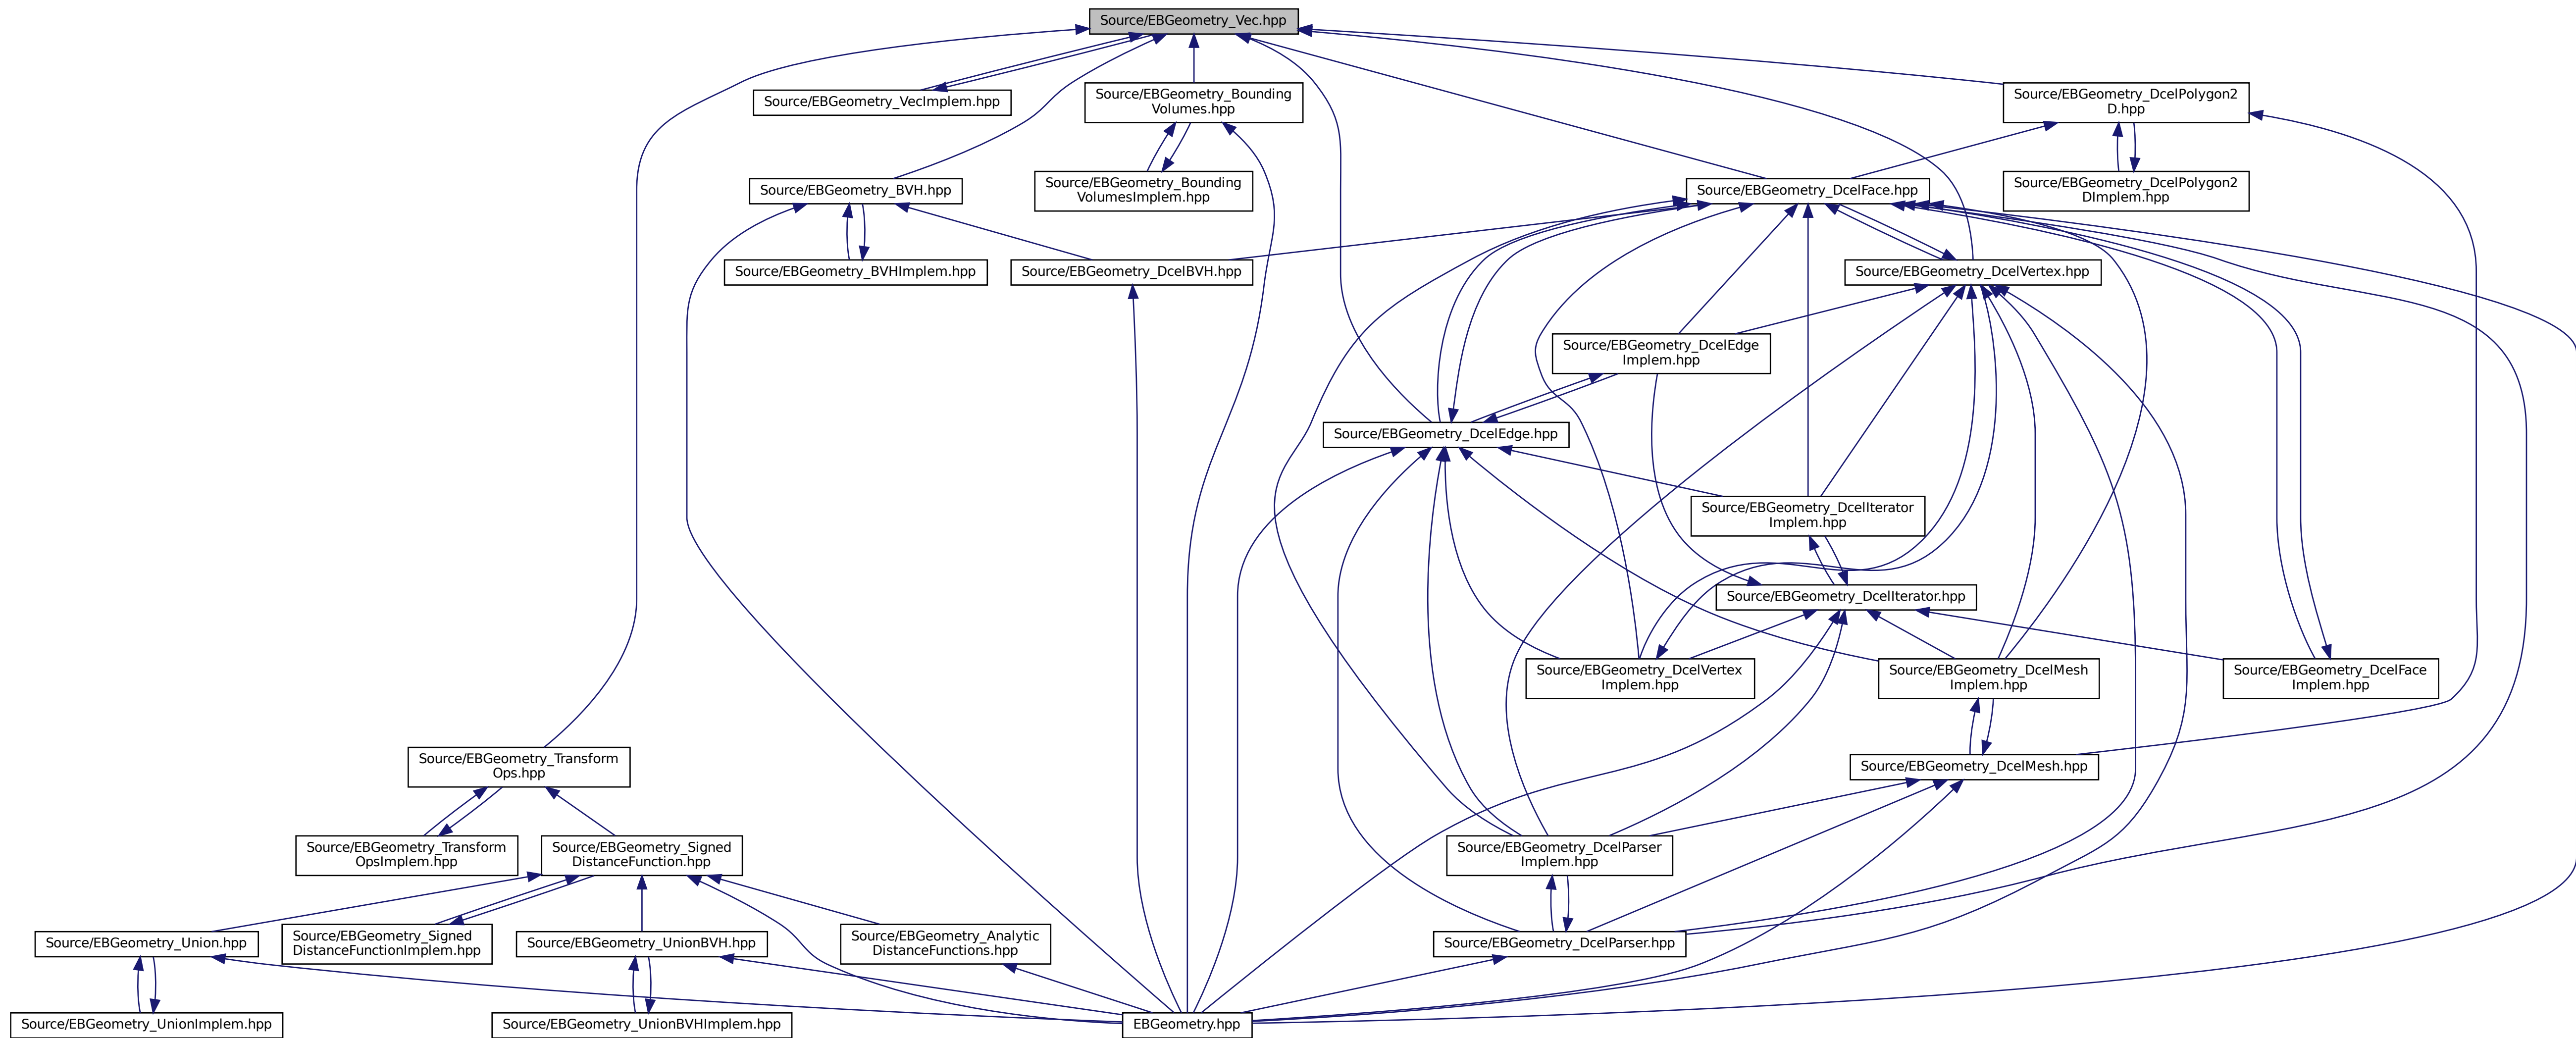 Source/EBGeometry_Vec.hpp
Source/EBGeometry_VecImplem.hpp
Source/EBGeometry_Bounding
Volumes.hpp
Source/EBGeometry_DcelPolygon2
D.hpp
Source/EBGeometry_BVH.hpp
Source/EBGeometry_Bounding
VolumesImplem.hpp
Source/EBGeometry_DcelFace.hpp
Source/EBGeometry_DcelPolygon2
DImplem.hpp
Source/EBGeometry_BVHImplem.hpp
Source/EBGeometry_DcelBVH.hpp
Source/EBGeometry_DcelVertex.hpp
Source/EBGeometry_DcelEdge
Implem.hpp
Source/EBGeometry_DcelEdge.hpp
Source/EBGeometry_DcelIterator
Implem.hpp
Source/EBGeometry_DcelIterator.hpp
Source/EBGeometry_DcelVertex
Implem.hpp
Source/EBGeometry_DcelMesh
Implem.hpp
Source/EBGeometry_DcelFace
Implem.hpp
Source/EBGeometry_Transform
Ops.hpp
Source/EBGeometry_DcelMesh.hpp
Source/EBGeometry_Transform
OpsImplem.hpp
Source/EBGeometry_Signed
DistanceFunction.hpp
Source/EBGeometry_DcelParser
Implem.hpp
Source/EBGeometry_Union.hpp
Source/EBGeometry_Signed
DistanceFunctionImplem.hpp
Source/EBGeometry_UnionBVH.hpp
Source/EBGeometry_Analytic
DistanceFunctions.hpp
Source/EBGeometry_DcelParser.hpp
Source/EBGeometry_UnionImplem.hpp
Source/EBGeometry_UnionBVHImplem.hpp
EBGeometry.hpp